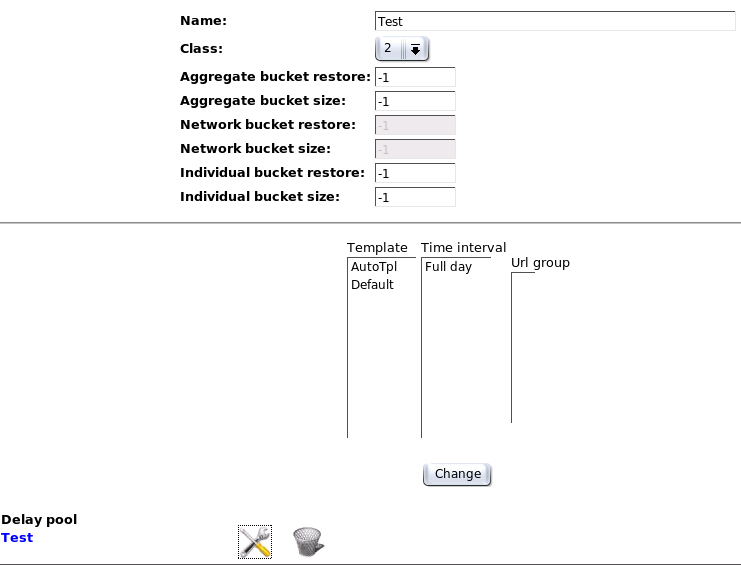 Name: Test
Class: 2
Aggregate bucket restore: -1
Aggregate bucket size: -1
Network bucket restore: -1
Network bucket size: -1
Individual bucket restore: -1
Individual bucket size: -1
Template Time interval Url group
AutoTpl Full day
Default
Change
Delay pool
Test